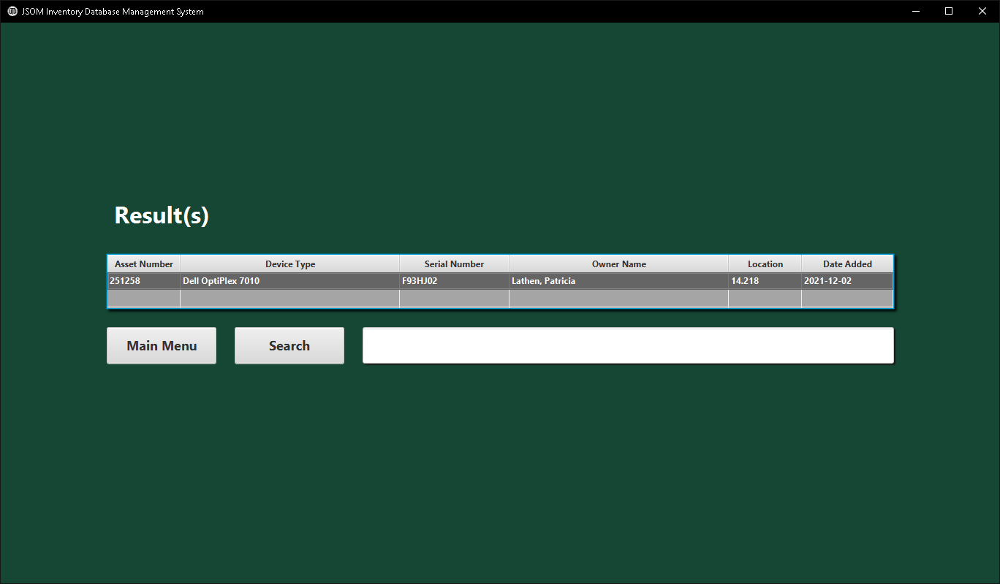 JSOM Inventory Database Management System
Result(s)
Asset Number Device Type Serial Number Owner Name Location Date Added
251258 Dell OptiPlex 7010 F93HJ02 Lathen, Patricia 14.218 2021-12-02
Main Menu Search